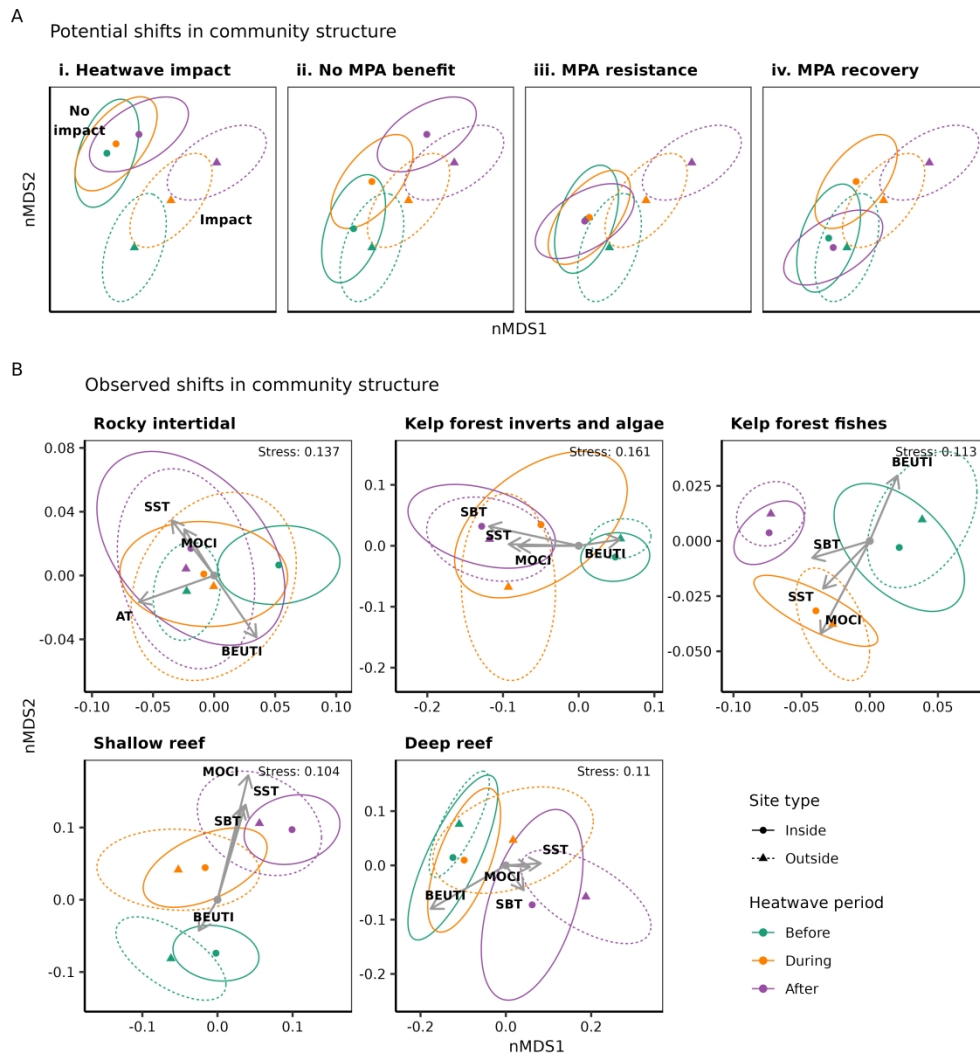 A
Potential shifts in community structure
i. Heatwave impact
ii. No MPA benefit
iii. MPA resistance
iv. MPA recovery
No
impact
Impact
nMDS2
nMDS1
B
Observed shifts in community structure
Rocky intertidal
Kelp forest inverts and algae
Kelp forest fishes
0.08
0.04
0.00
-0.04
Stress: 0.137
SST
MOCI
AT
BEUTI
-0.10
-0.05
0.00
0.05
0.10
0.1
0.0
-0.1
-0.2
Stress: 0.161
SBT
SST
MOCI
BEUTI
-0.2
-0.1
0.0
0.1
0.025
0.000
-0.025
-0.050
Stress: 0.113
BEUTI
SBT
SST
MOCI
-0.10
-0.05
0.00
0.05
nMDS2
Shallow reef
Deep reef
0.1
0.0
-0.1
MOCI
Stress: 0.104
SST
SBT
BEUTI
-0.1
0.0
0.1
0.1
0.0
-0.1
-0.2
Stress: 0.11
SST
MOCI
BEUTI
SBT
-0.2
0.0
0.2
nMDS1
Site type
Inside
Outside
Heatwave period
Before
During
After